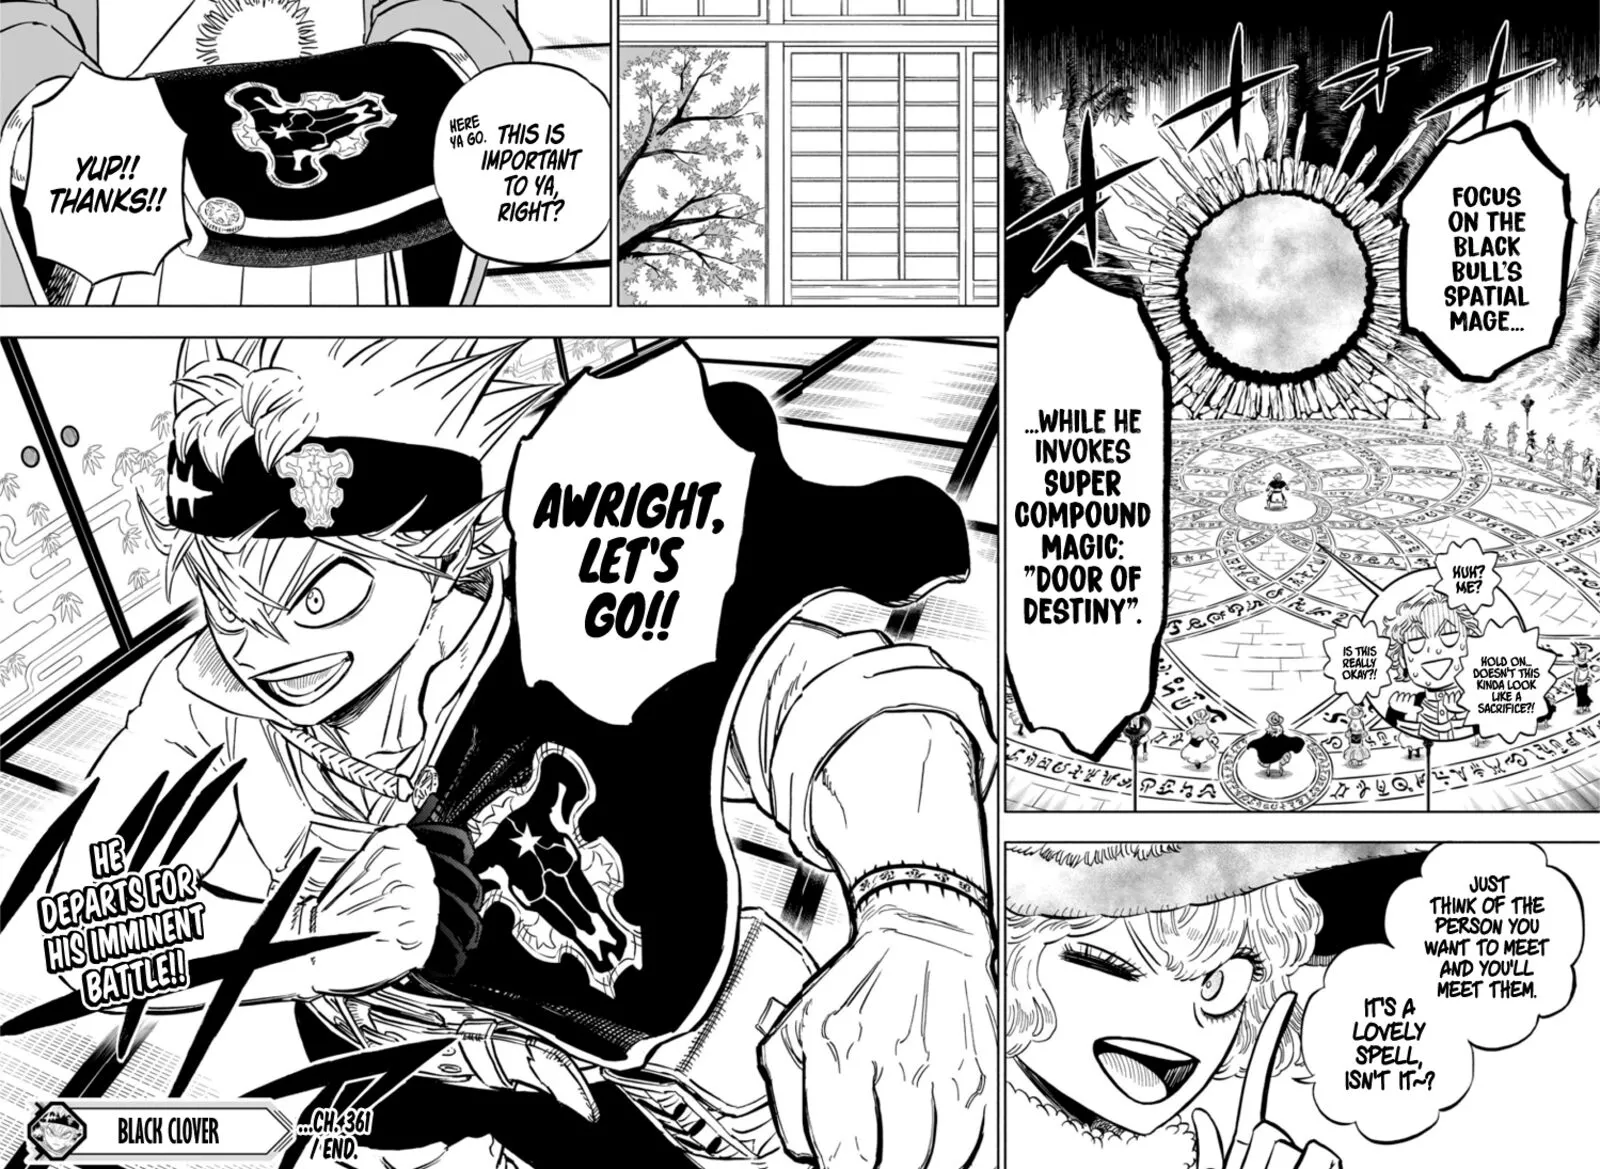 FOCUS
ON THE
BLACK
BULL'S
SPATIAL
MAGE...
...WHILE HE
INVOKES
SUPER
COMPOUND
MAGIC:
"DOOR OF
DESTINY".
HUH?
ME?
HOLD ON...
DOESN'T THIS
KINDA LOOK
LIKE A
SACRIFICE?!
IS THIS
REALLY
OKAY?!
JUST
THINK OF THE
PERSON YOU
WANT TO MEET
AND YOU'LL
MEET THEM.
IT'S A
LOVELY
SPELL,
ISN'T IT~?
HERE
YA GO.
THIS IS
IMPORTANT
TO YA,
RIGHT?
YUP!!
THANKS!!
AWRIGHT,
LET'S
GO!!
HE
DEPARTS FOR
HIS IMMINENT
BATTLE!!
BLACK CLOVER
...CH. 361
/ END.